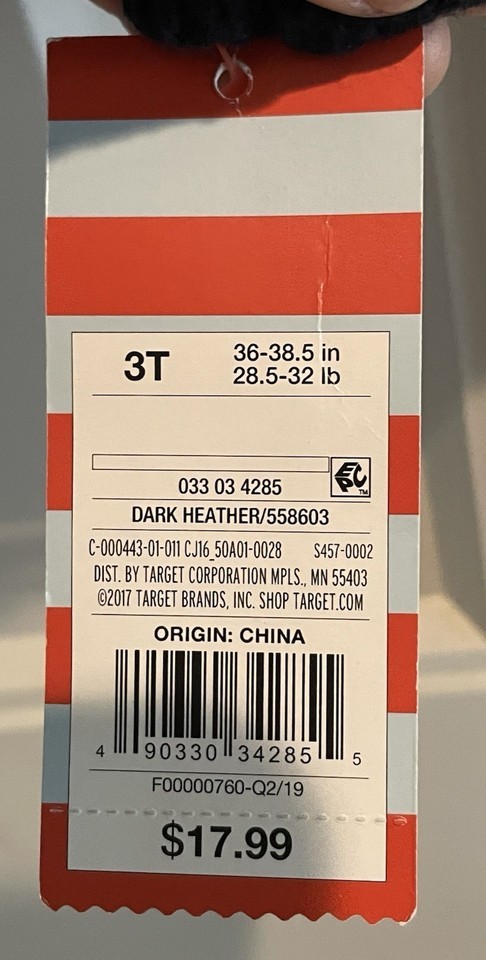 3T
36-38.5 in
28.5-32 lb
EPC TM
033 03 4285
DARK HEATHER/558603
C-000443-01-011 CJ16_50A01-0028 S457-0002
DIST. BY TARGET CORPORATION MPLS., MN 55403
©2017 TARGET BRANDS, INC. SHOP TARGET.COM
ORIGIN: CHINA
4 90330 34285 5
F00000760-Q2/19
$17.99